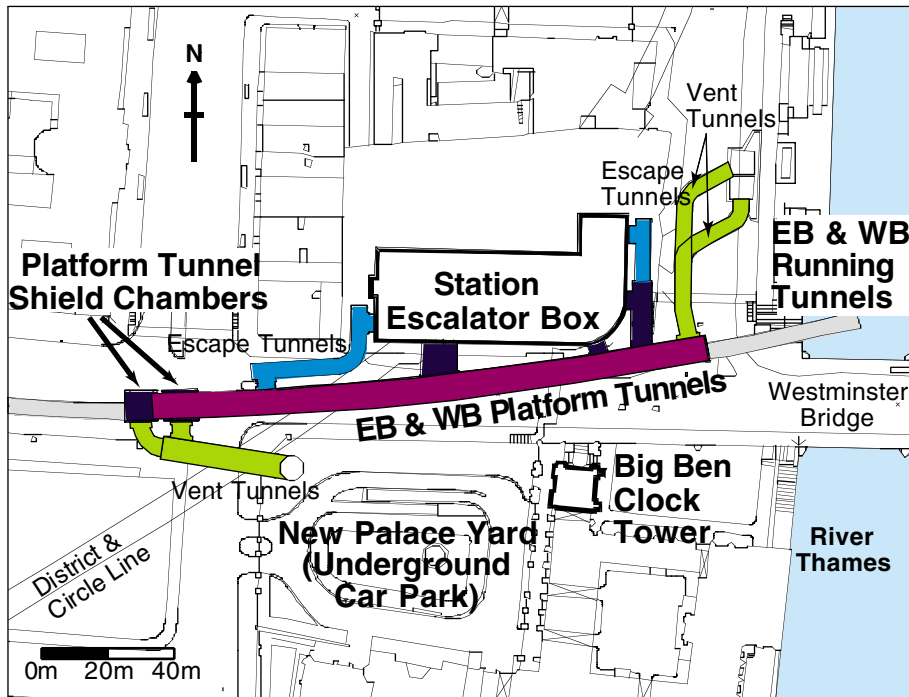 N
Vent
Tunnels
Escape
Tunnels
EB & WB
Running
Tunnels
Platform Tunnel
Shield Chambers
Station
Escalator Box
Escape Tunnels
EB & WB Platform Tunnels
Westminster
Bridge
Vent Tunnels
Big Ben
Clock
Tower
New Palace Yard
(Underground
Car Park)
River
Thames
District &
Circle Line
0m 20m 40m